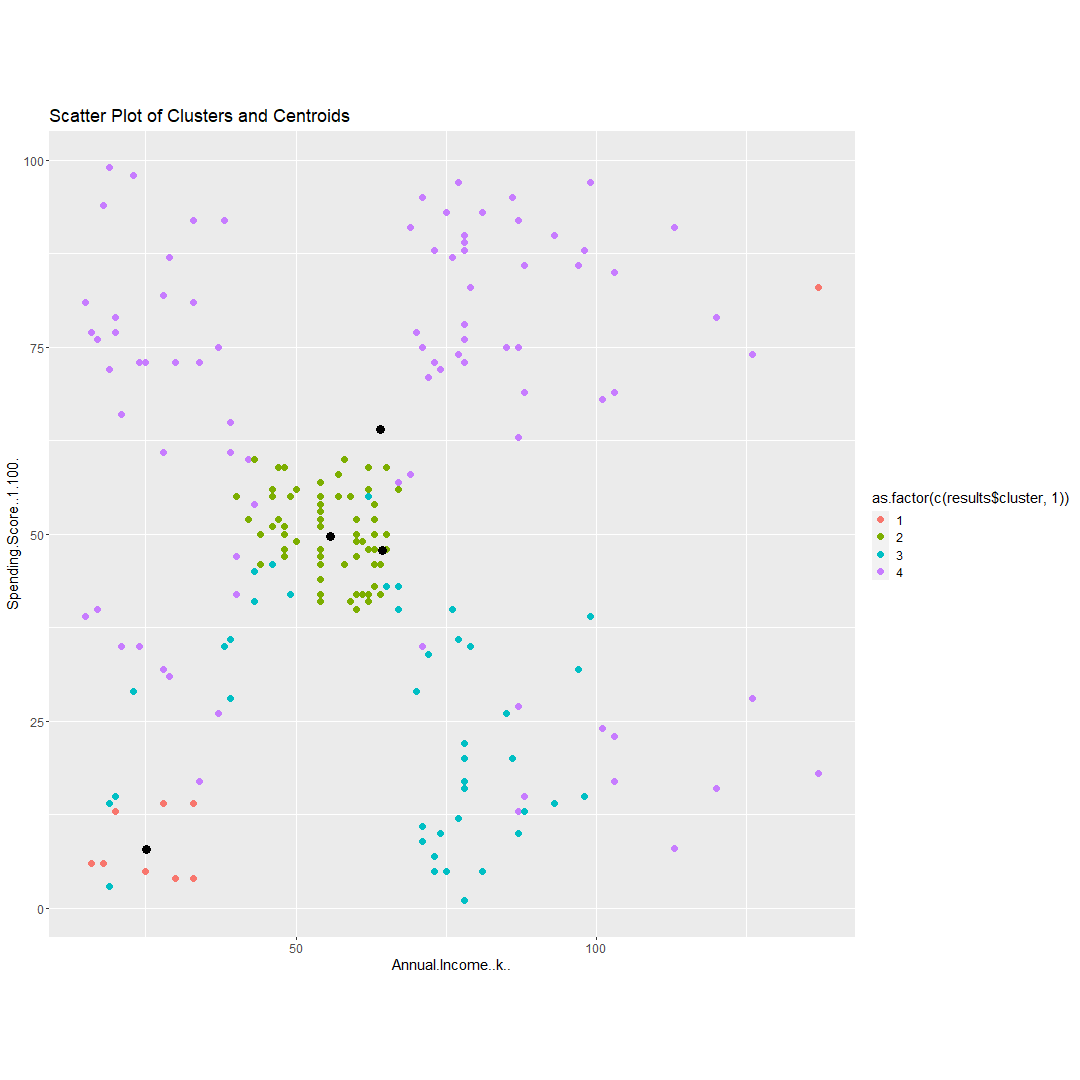 Scatter Plot of Clusters and Centroids
100
75
50
25
0
Spending.Score..1.100.
50
100
Annual.Income..k..
as.factor(c(results$cluster, 1))
1
2
3
4